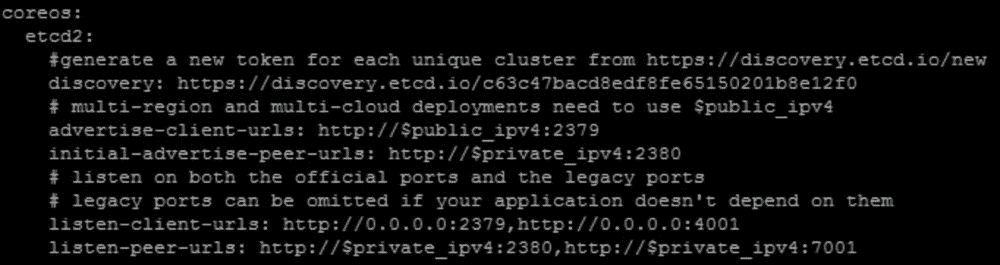 coreos:
etcd2:
#generate a new token for each unique cluster from https://discovery.etcd.io/new
discovery: https://discovery.etcd.io/c63c47bacd8edf8fe65150201b8e12f0
# multi-region and multi-cloud deployments need to use $public_ipv4
advertise-client-urls: http://$public_ipv4:2379
initial-advertise-peer-urls: http://$private_ipv4:2380
# listen on both the official ports and the legacy ports
# legacy ports can be omitted if your application doesn't depend on them
listen-client-urls: http://0.0.0.0:2379,http://0.0.0.0:4001
listen-peer-urls: http://$private_ipv4:2380,http://$private_ipv4:7001